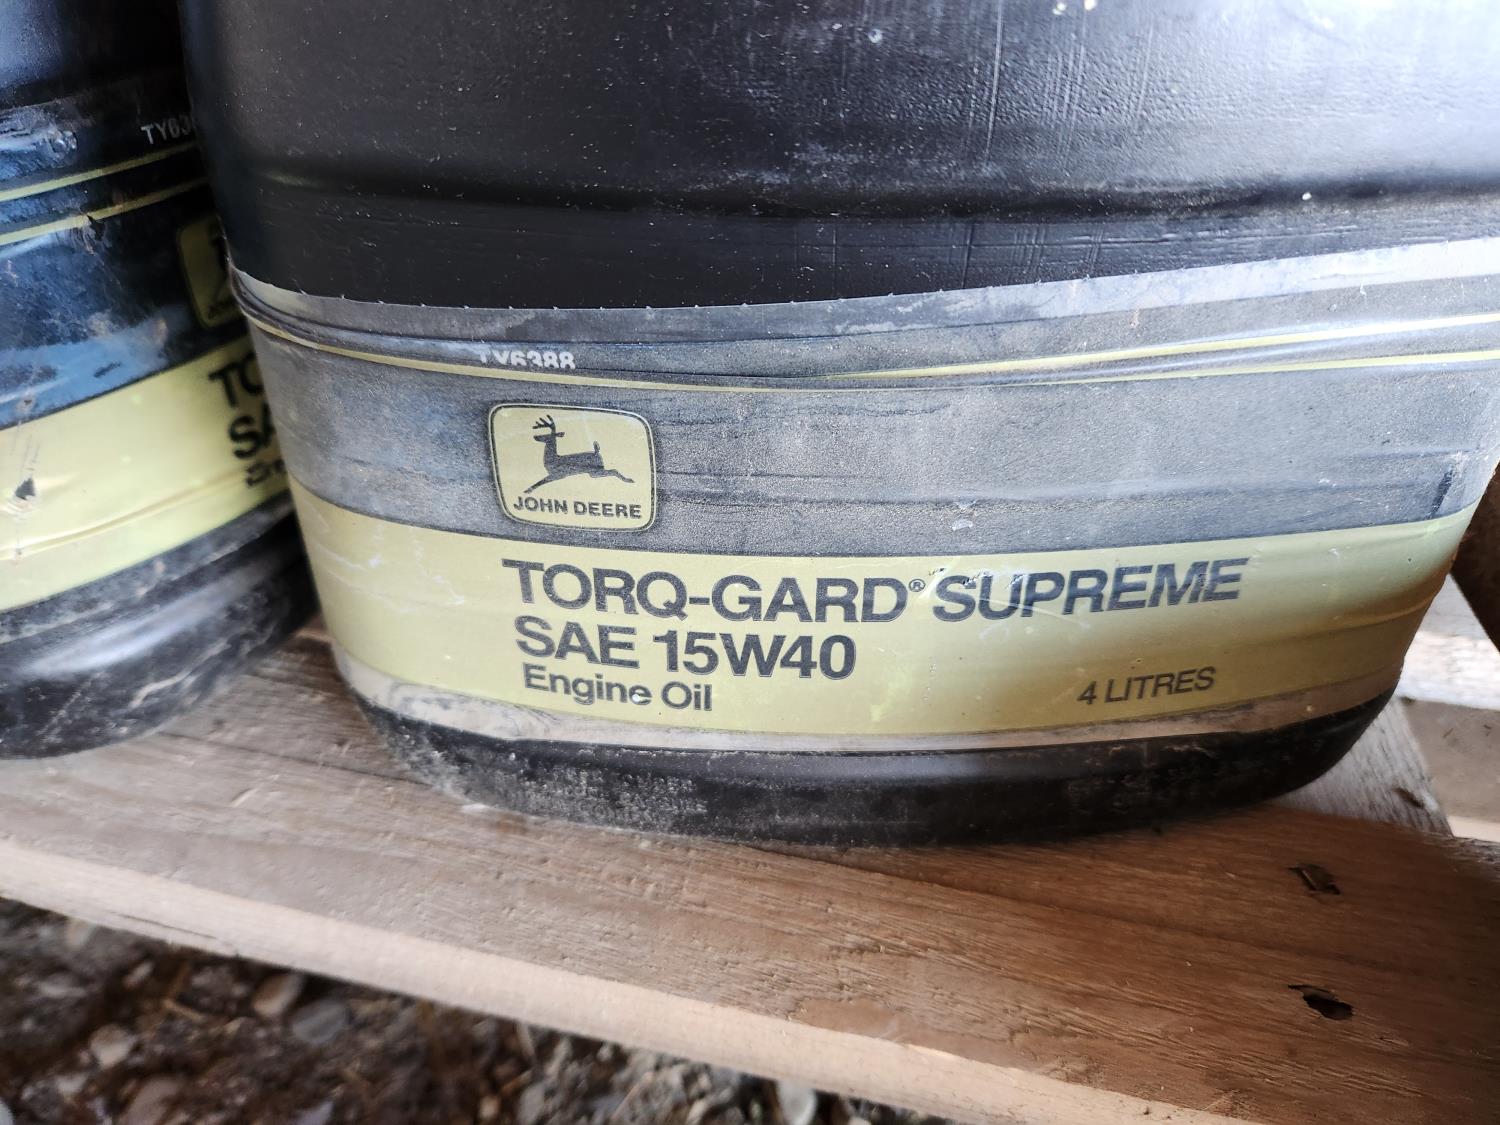 TY6388
JOHN DEERE
TORQ-GARD® SUPREME
SAE 15W40
Engine Oil
4 LITRES